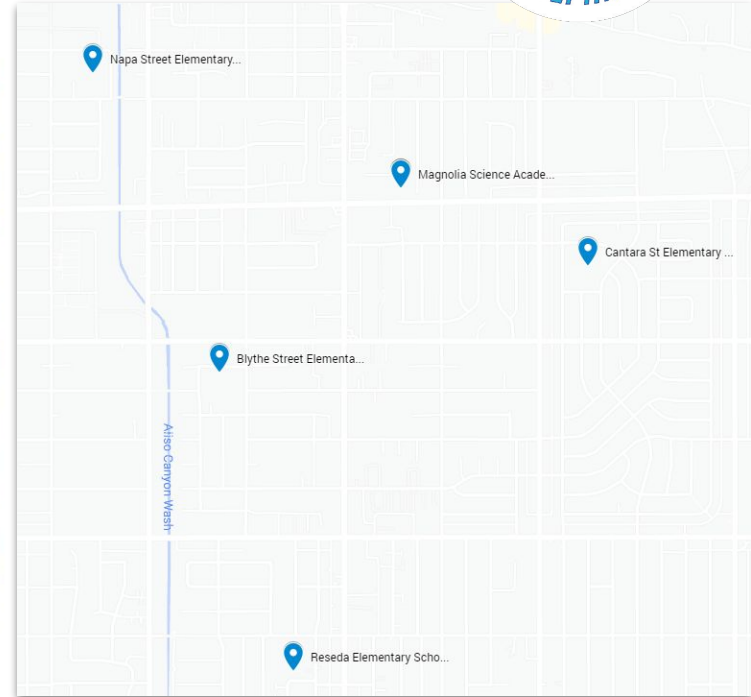 Napa Street Elementary...
Magnolia Science Acade...
Cantara St Elementary ...
Blythe Street Elementa...
Aliso Canyon Wash
Reseda Elementary Scho...